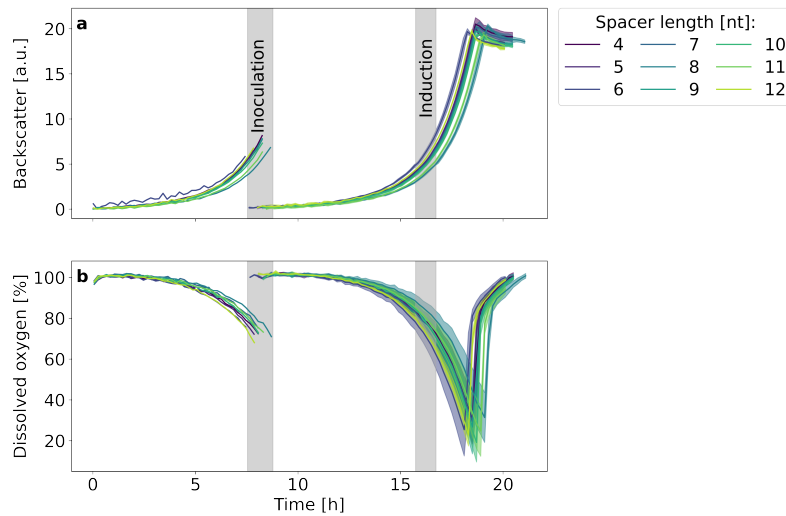 a
Backscatter [a.u.]
20
15
10
5
0
Inoculation
Induction
Spacer length [nt]:
4 7 10
5 8 11
6 9 12
b
Dissolved oxygen [%]
100
80
60
40
20
0 5 10 15 20
Time [h]